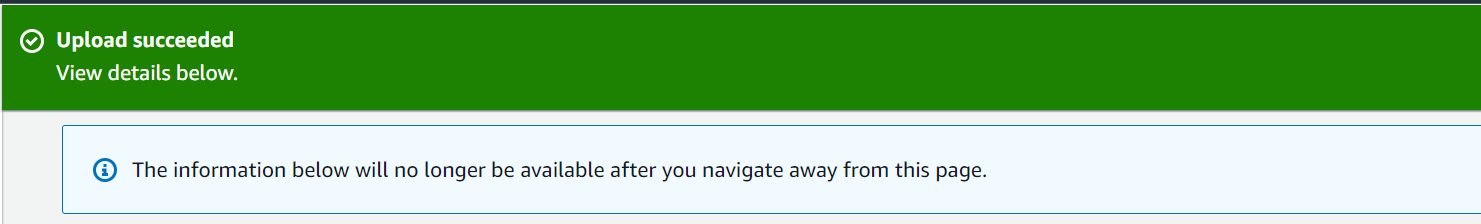 Upload succeeded
View details below.
The information below will no longer be available after you navigate away from this page.